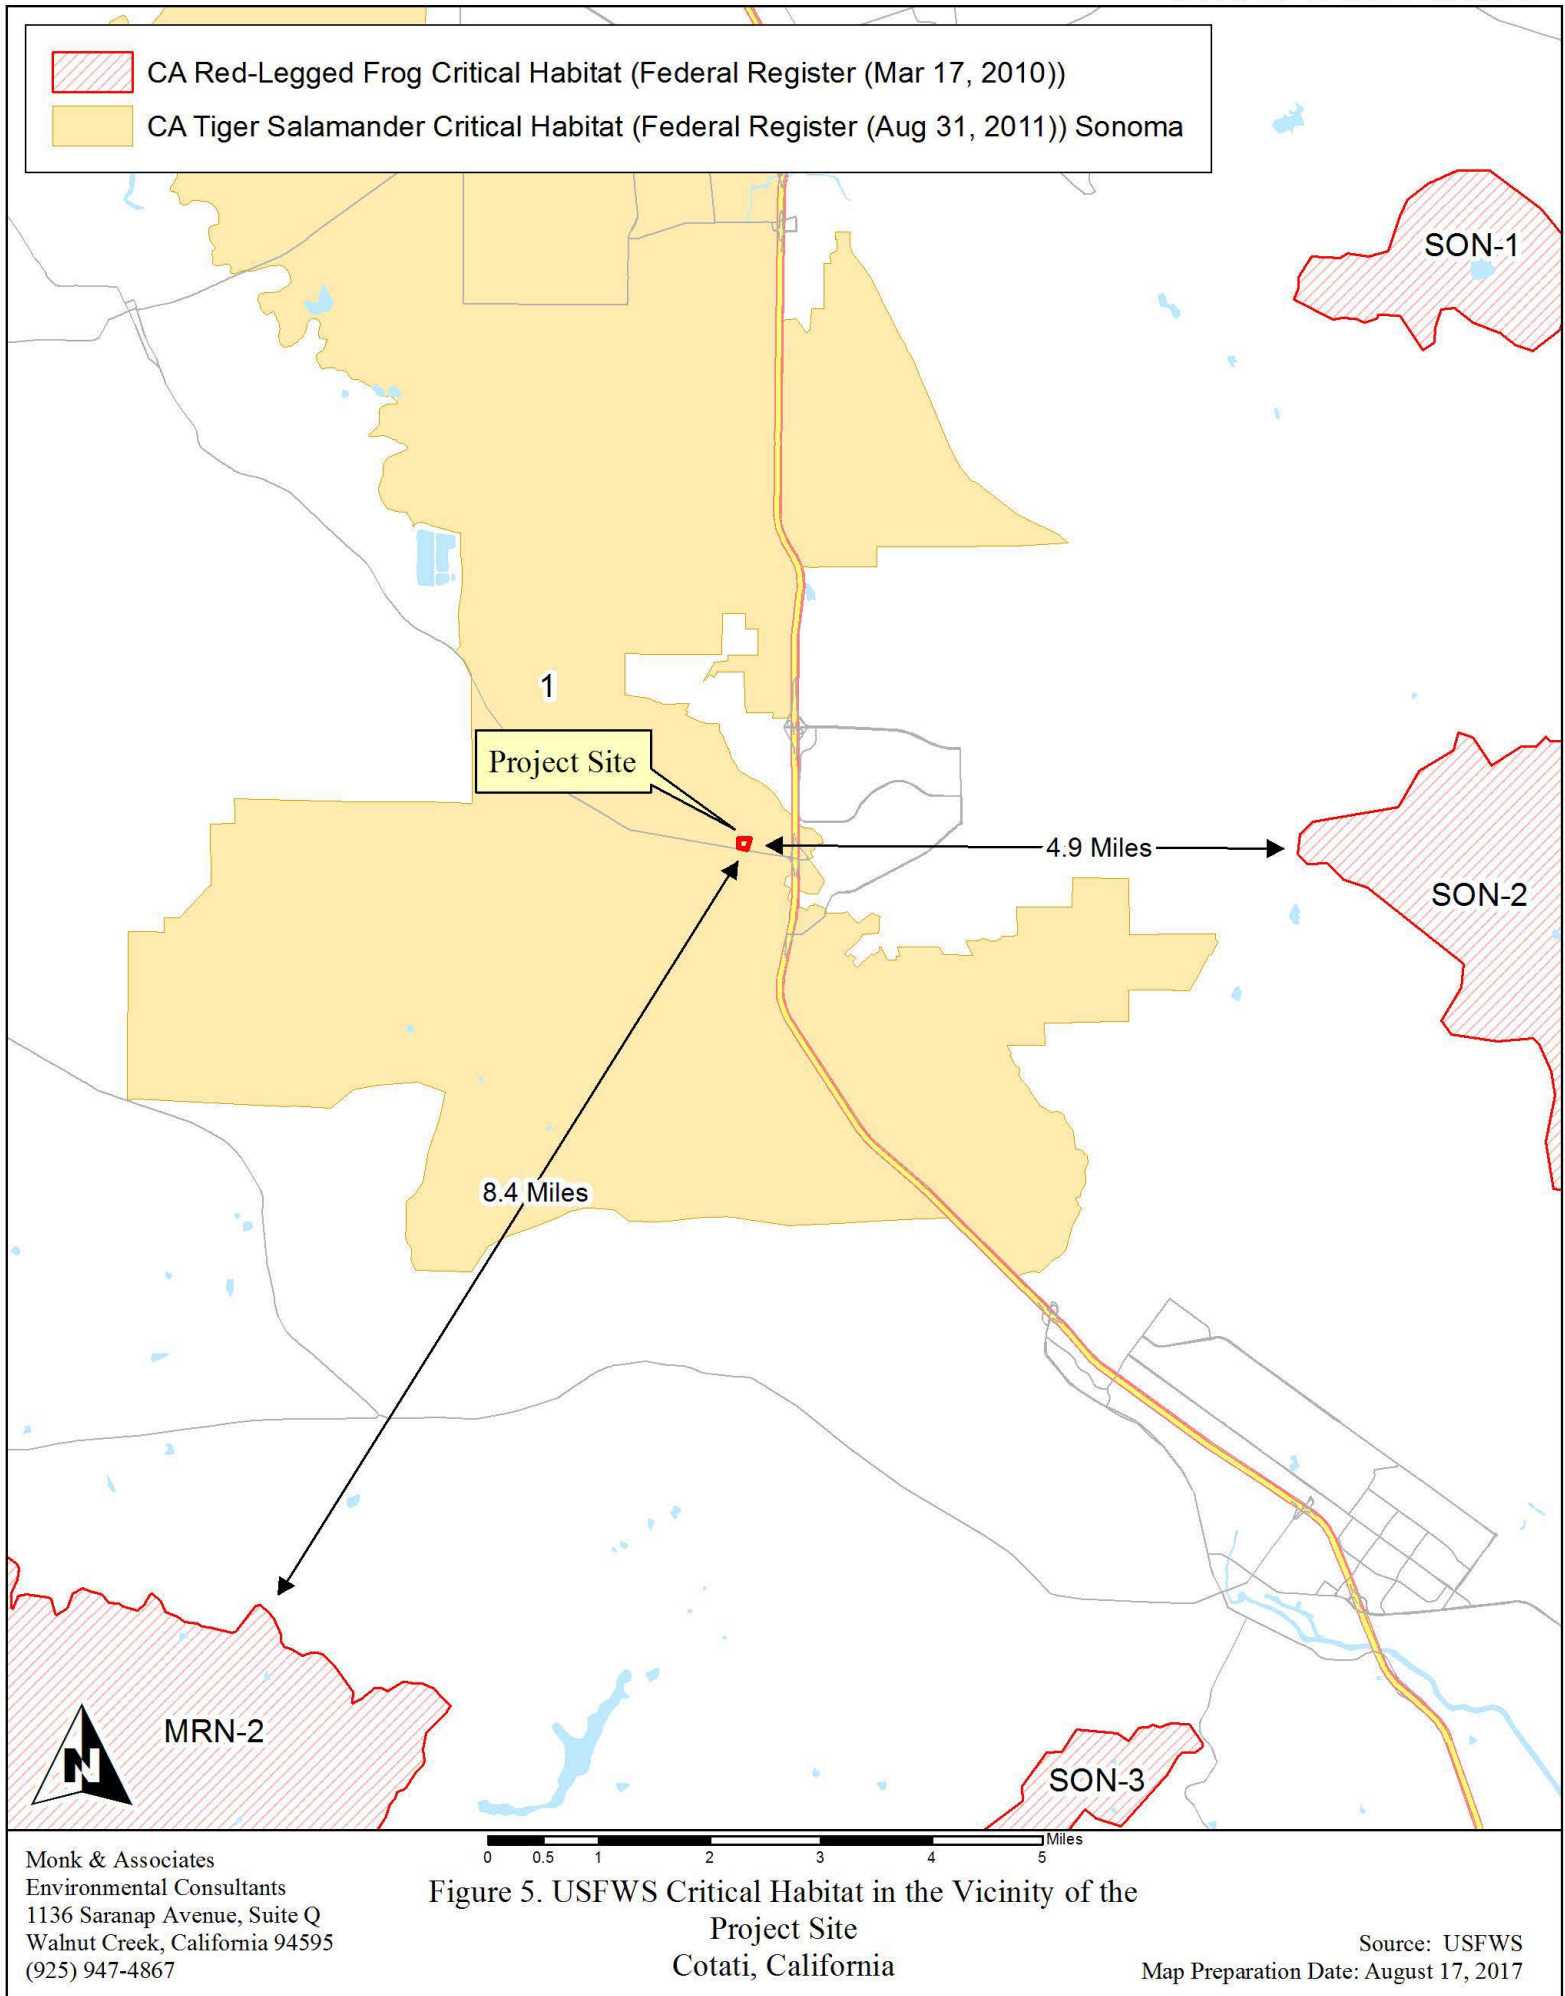 CA Red-Legged Frog Critical Habitat (Federal Register (Mar 17, 2010))
CA Tiger Salamander Critical Habitat (Federal Register (Aug 31, 2011)) Sonoma
SON-1
1
Project Site
4.9 Miles
SON-2
8.4 Miles
MRN-2
N
SON-3
Miles
0 0.5 1 2 3 4 5
Monk & Associates
Environmental Consultants
1136 Saranap Avenue, Suite Q
Walnut Creek, California 94595
(925) 947-4867
Figure 5. USFWS Critical Habitat in the Vicinity of the
Project Site
Cotati, California
Source: USFWS
Map Preparation Date: August 17, 2017